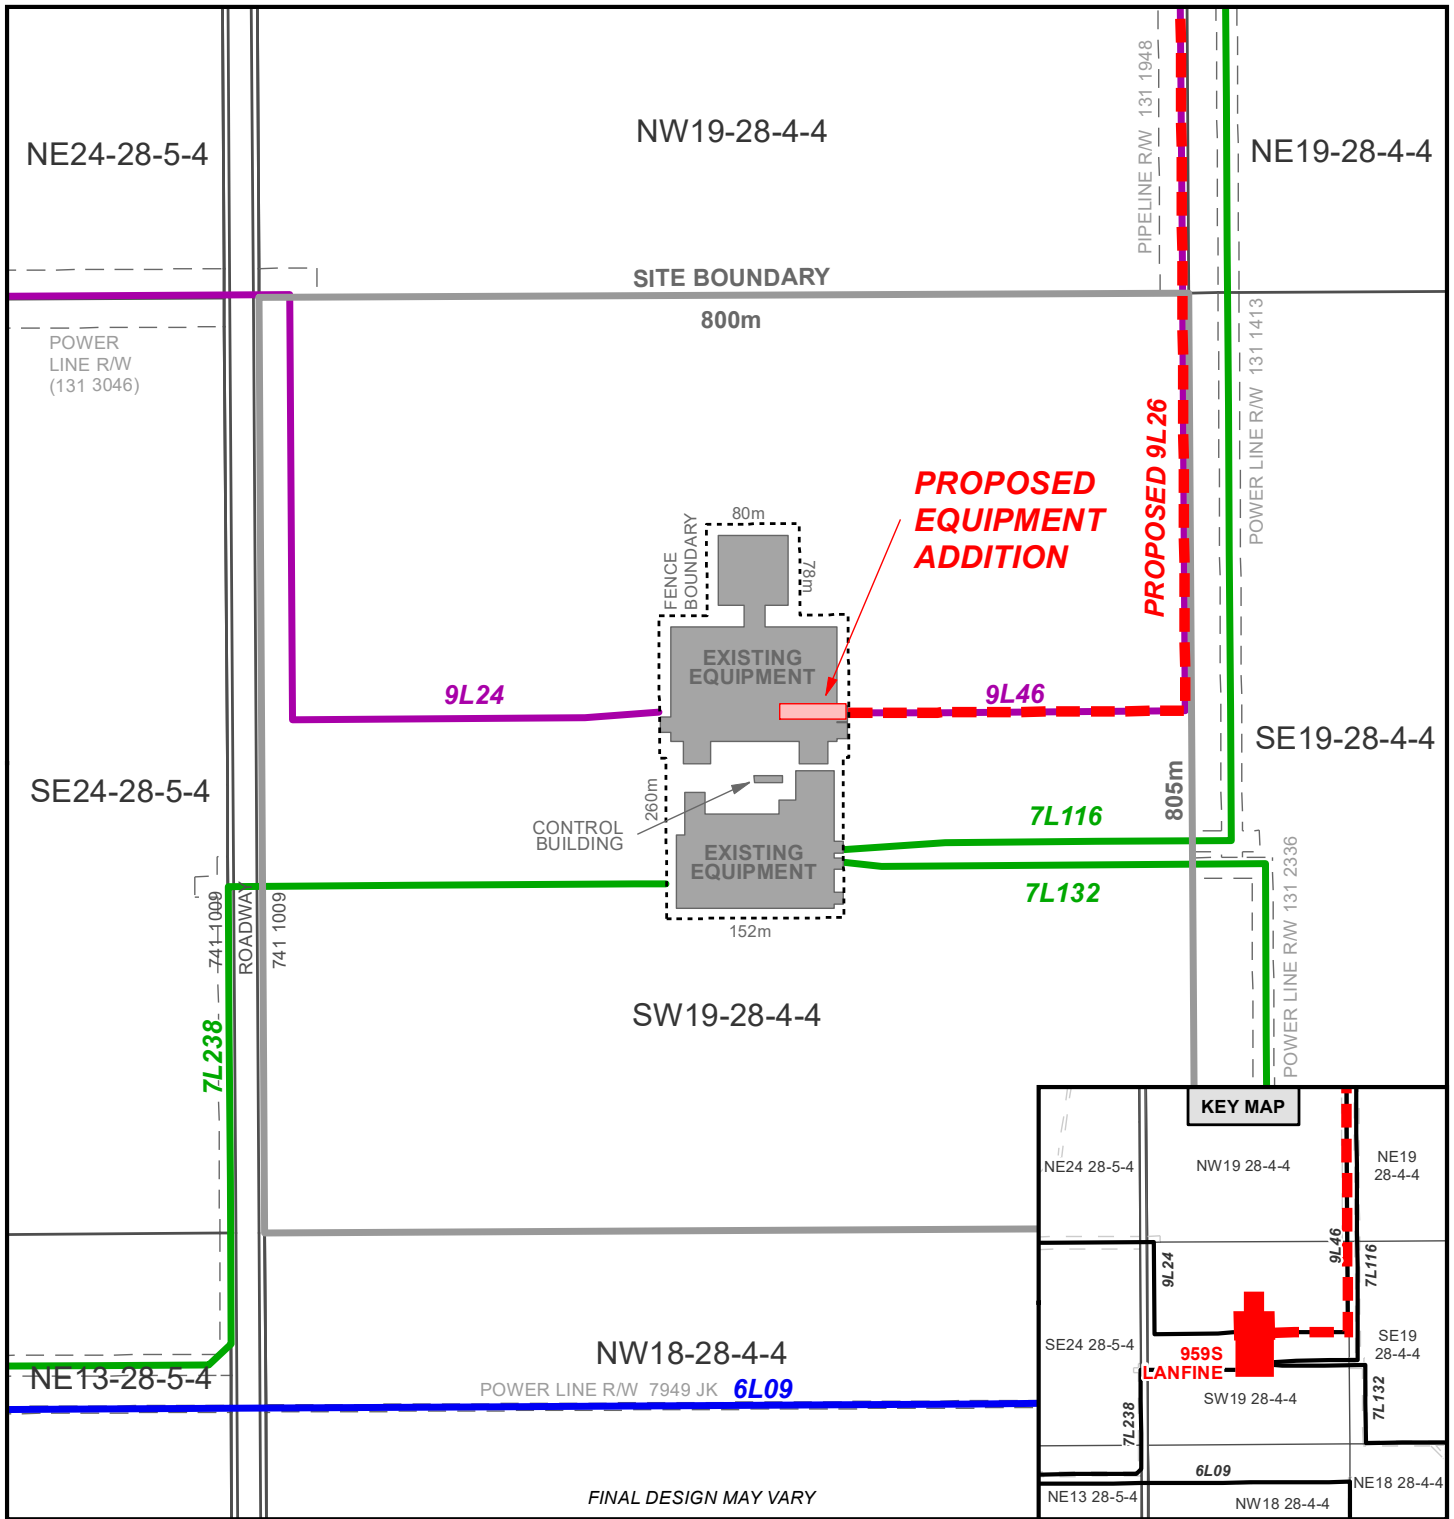 NE24-28-5-4
NW19-28-4-4
PIPELINE R/W 131 1948
NE19-28-4-4
SITE BOUNDARY
800m
POWER
LINE R/W
(131 3046)
POWER LINE R/W 131 1413
PROPOSED 9L26
PROPOSED
EQUIPMENT
ADDITION
80m
78m
FENCE
BOUNDARY
EXISTING
EQUIPMENT
9L24
9L46
SE19-28-4-4
SE24-28-5-4
805m
260m
CONTROL
BUILDING
7L116
EXISTING
EQUIPMENT
7L132
741 1009
ROADWAY
741 1009
152m
POWER LINE R/W 131 2336
SW19-28-4-4
7L238
NW18-28-4-4
NE13-28-5-4
POWER LINE R/W 7949 JK 6L09
FINAL DESIGN MAY VARY
KEY MAP
NE24 28-5-4
NW19 28-4-4
NE19
28-4-4
9L24
9L46
7L116
SE24 28-5-4
SE19
28-4-4
959S
LANFINE
SW19 28-4-4
7L132
7L238
6L09
NE13 28-5-4
NW18 28-4-4
NE18 28-4-4